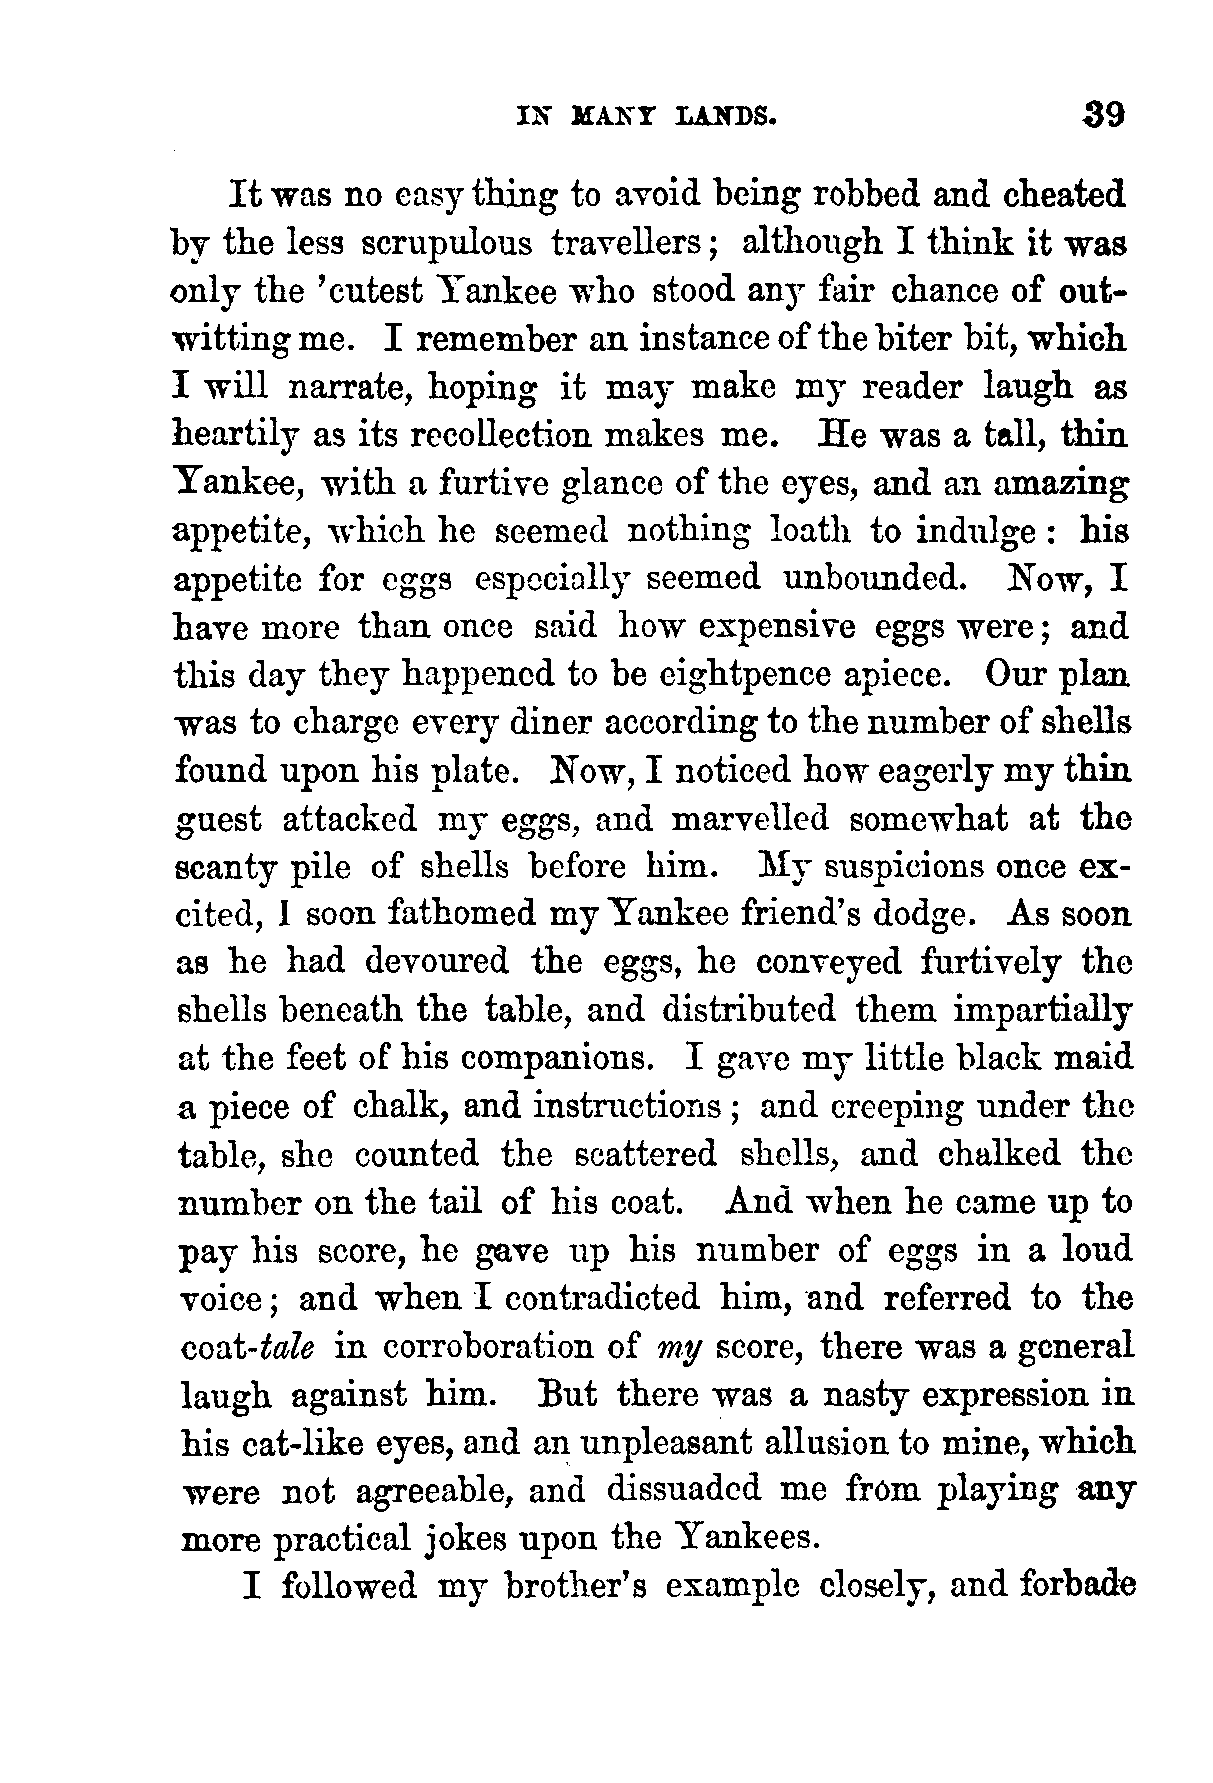 IN MANY LANDS. 39
It was no easy thing to avoid being robbed and cheated
by the less scrupulous travellers; although I think it was
only the 'cutest Yankee who stood any fair chance of out-
witting me. I remember an instance of the biter bit, which
I will narrate, hoping it may make my reader laugh as
heartily as its recollection makes me. He was a tall, thin
Yankee, with a furtive glance of the eyes, and an amazing
appetite, which he seemed nothing loath to indulge: his
appetite for eggs especially seemed unbounded. Now, I
have more than once said how expensive eggs were; and
this day they happened to be eightpence apiece. Our plan
was to charge every diner according to the number of shells
found upon his plate. Now, I noticed how eagerly my thin
guest attacked my eggs, and marvelled somewhat at the
scanty pile of shells before him. My suspicions once ex-
cited, I soon fathomed my Yankee friend's dodge. As soon
as he had devoured the eggs, he conveyed furtively the
shells beneath the table, and distributed them impartially
at the feet of his companions. I gave my little black maid
a piece of chalk, and instructions; and creeping under the
table, she counted the scattered shells, and chalked the
number on the tail of his coat. And when he came up to
pay his score, he gave up his number of eggs in a loud
voice; and when I contradicted him, and referred to the
coat-tale in corroboration of my score, there was a general
laugh against him. But there was a nasty expression in
his cat-like eyes, and an unpleasant allusion to mine, which
were not agreeable, and dissuaded me from playing any
more practical jokes upon the Yankees.
I followed my brother's example closely, and forbade